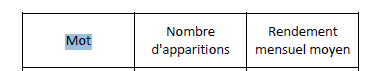 Mot
Nombre
d'apparitions
Rendement
mensuel moyen